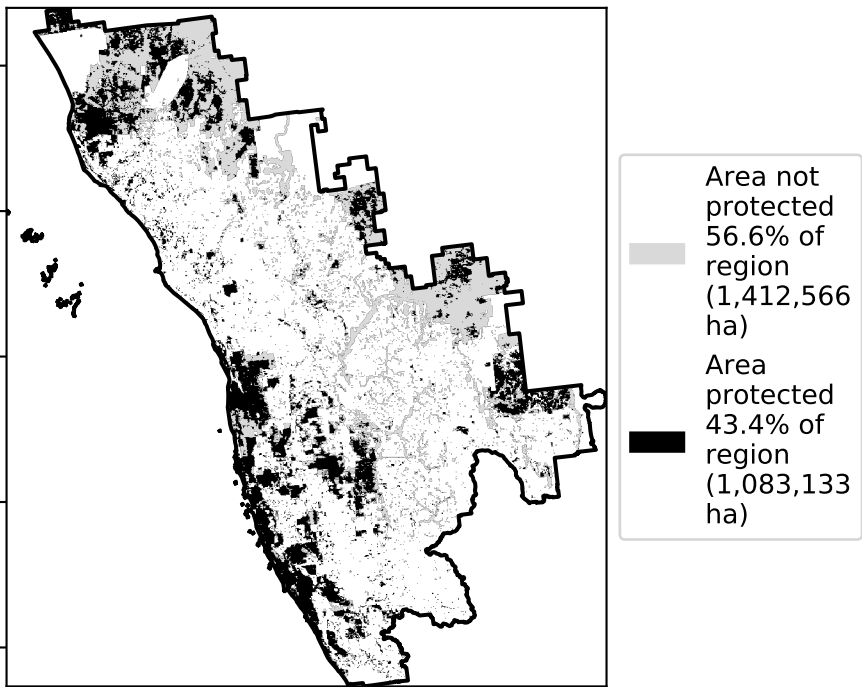 Area not
protected
56.6% of
region
(1,412,566
ha)
Area
protected
43.4% of
region
(1,083,133
ha)